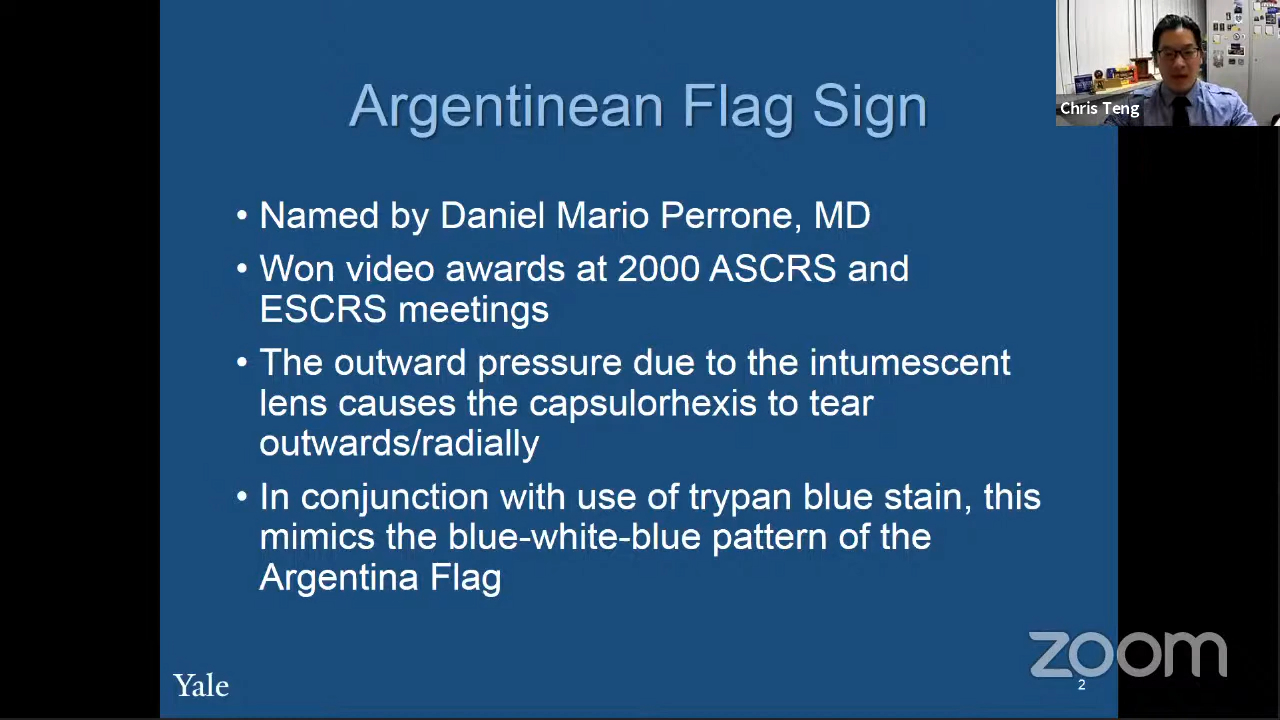 Argentinean Flag Sign
Chris Teng
• Named by Daniel Mario Perrone, MD
• Won video awards at 2000 ASCRS and
ESCRS meetings
• The outward pressure due to the intumescent
lens causes the capsulorhexis to tear
outwards/radially
• In conjunction with use of trypan blue stain, this
mimics the blue-white-blue pattern of the
Argentina Flag
zoom
Yale
2